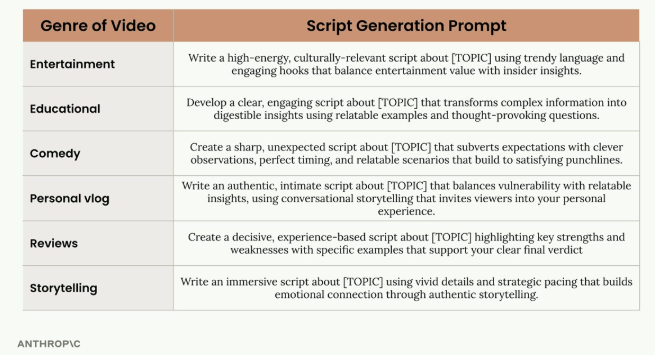 Genre of Video
Script Generation Prompt
Entertainment
Write a high-energy, culturally-relevant script about [TOPIC] using trendy language and
engaging hooks that balance entertainment value with insider insights.
Educational
Develop a clear, engaging script about [TOPIC] that transforms complex information into
digestible insights using relatable examples and thought-provoking questions.
Comedy
Create a sharp, unexpected script about [TOPIC] that subverts expectations with clever
observations, perfect timing, and relatable scenarios that build to satisfying punchlines.
Personal vlog
Write an authentic, intimate script about [TOPIC] that balances vulnerability with relatable
insights, using conversational storytelling that invites viewers into your personal
experience.
Reviews
Create a decisive, experience-based script about [TOPIC] highlighting key strengths and
weaknesses with specific examples that support your clear final verdict
Storytelling
Write an immersive script about [TOPIC] using vivid details and strategic pacing that builds
emotional connection through authentic storytelling.
ANTHROP\C